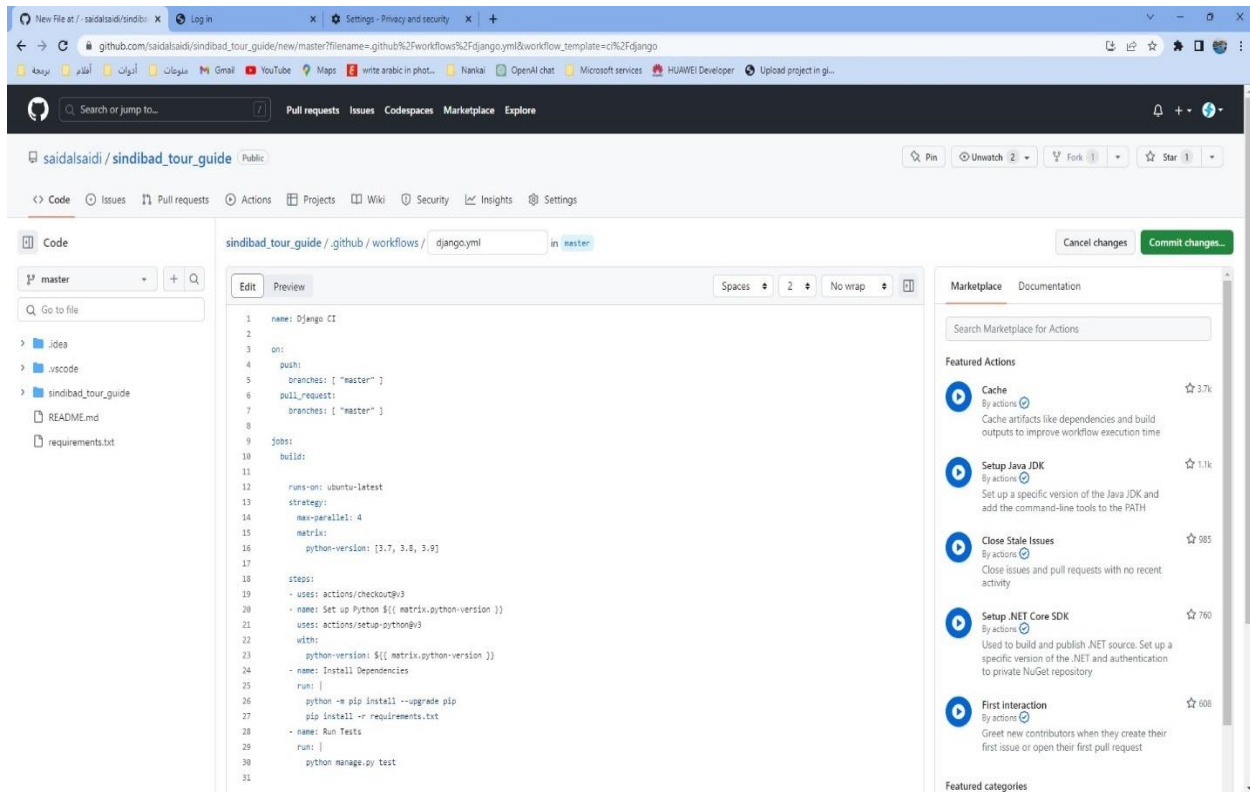 New File at / · saidalsaidi/sindiba
Log in
Settings - Privacy and security
github.com/saidalsaidi/sindibad_tour_guide/new/master?filename=.github%2Fworkflows%2Fdjango.yml&workflow_template=ci%2Fdjango
برمجة أفلام أدوات منوعات Gmail YouTube Maps write arabic in phot... Nankai OpenAI chat Microsoft services HUAWEI Developer Upload project in gi...
Search or jump to... /
Pull requests Issues Codespaces Marketplace Explore
saidalsaidi / sindibad_tour_guide Public
Pin Unwatch 2 Fork 1 Star 1
Code Issues Pull requests Actions Projects Wiki Security Insights Settings
Code
master
Go to file
.idea
.vscode
sindibad_tour_guide
README.md
requirements.txt
sindibad_tour_guide / .github / workflows / django.yml in master
Cancel changes Commit changes...
Edit Preview
Spaces 2 No wrap
1 name: Django CI
2
3 on:
4 push:
5 branches: [ "master" ]
6 pull_request:
7 branches: [ "master" ]
8
9 jobs:
10 build:
11
12 runs-on: ubuntu-latest
13 strategy:
14 max-parallel: 4
15 matrix:
16 python-version: [3.7, 3.8, 3.9]
17
18 steps:
19 - uses: actions/checkout@v3
20 - name: Set up Python ${{ matrix.python-version }}
21 uses: actions/setup-python@v3
22 with:
23 python-version: ${{ matrix.python-version }}
24 - name: Install Dependencies
25 run: |
26 python -m pip install --upgrade pip
27 pip install -r requirements.txt
28 - name: Run Tests
29 run: |
30 python manage.py test
31
Marketplace Documentation
Search Marketplace for Actions
Featured Actions
Cache 3.7k
By actions
Cache artifacts like dependencies and build
outputs to improve workflow execution time
Setup Java JDK 1.1k
By actions
Set up a specific version of the Java JDK and
add the command-line tools to the PATH
Close Stale Issues 985
By actions
Close issues and pull requests with no recent
activity
Setup .NET Core SDK 760
By actions
Used to build and publish .NET source. Set up a
specific version of the .NET and authentication
to private NuGet repository
First interaction 608
By actions
Greet new contributors when they create their
first issue or open their first pull request
Featured categories